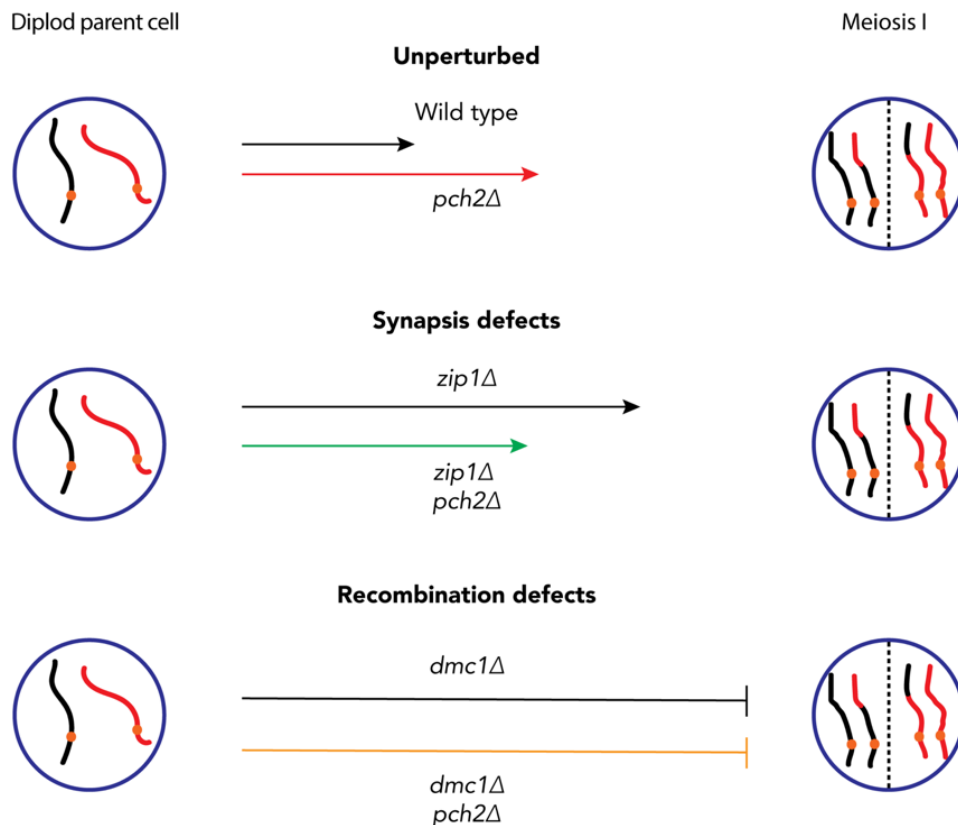 Diplod parent cell
Meiosis I
Unperturbed
Wild type
pch2Δ
Synapsis defects
zip1Δ
zip1Δ
pch2Δ
Recombination defects
dmc1Δ
dmc1Δ
pch2Δ